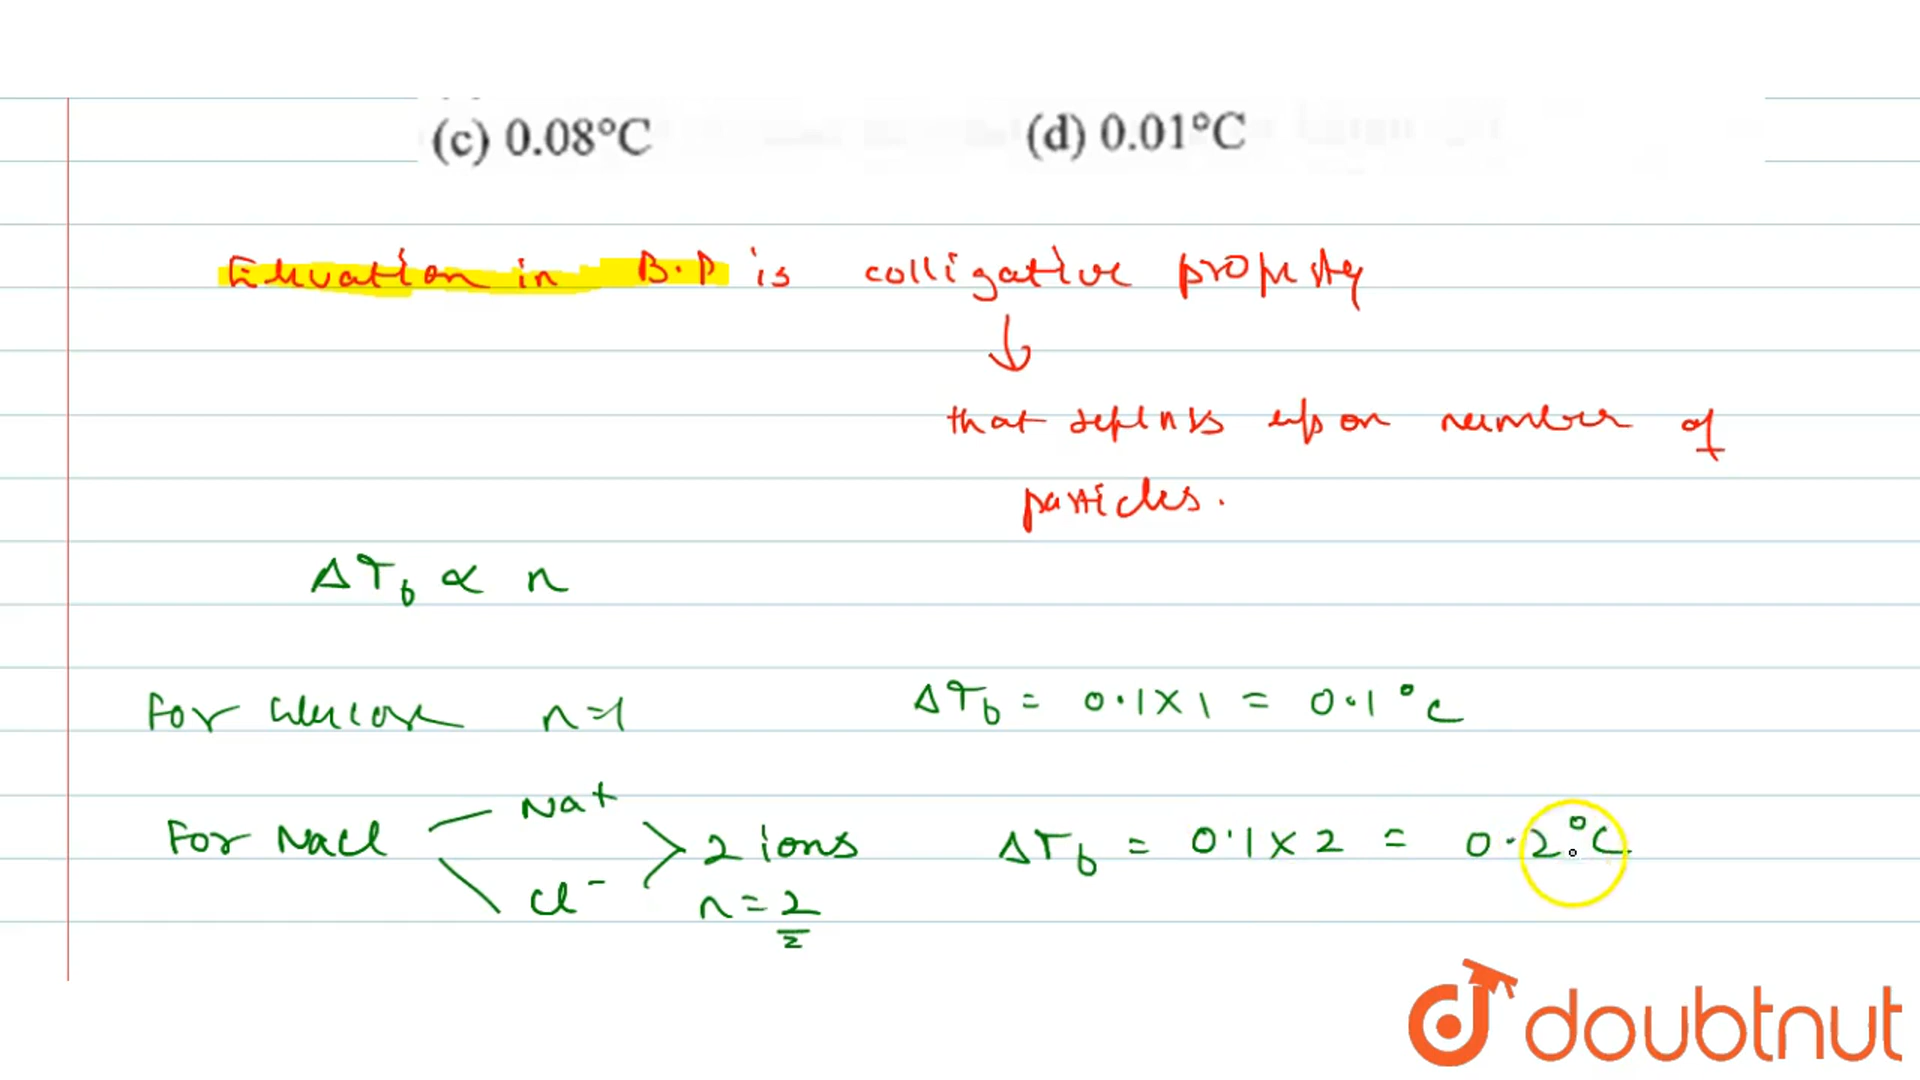 (c) 0.08°C (d) 0.01°C
Elevation in B.P is colligative property
↓
that depends upon number of
particles.
ΔTb ∝ n
For Glucose n=1 ΔTb = 0.1×1 = 0.1°C
For NaCl Na+ Cl- 2 ions ΔTb = 0.1×2 = 0.2°C
n=2
doubtnut